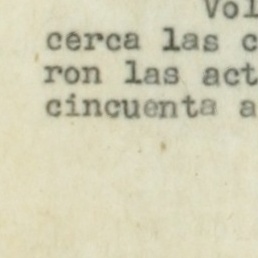 Vol
cerca las c
ron las act
cincuenta a